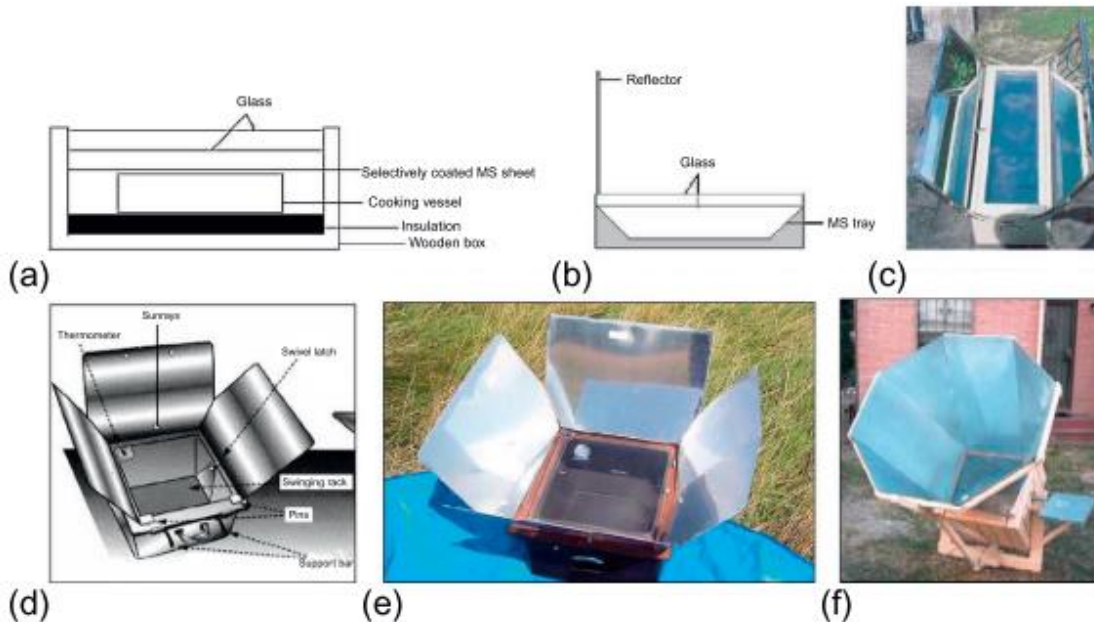 Glass
Selectively coated MS sheet
Cooking vessel
Insulation
Wooden box
(a)
Reflector
Glass
MS tray
(b)
(c)
Sunrays
Thermometer
Swivel latch
Swinging rack
Pins
Support bar
(d)
(e)
(f)